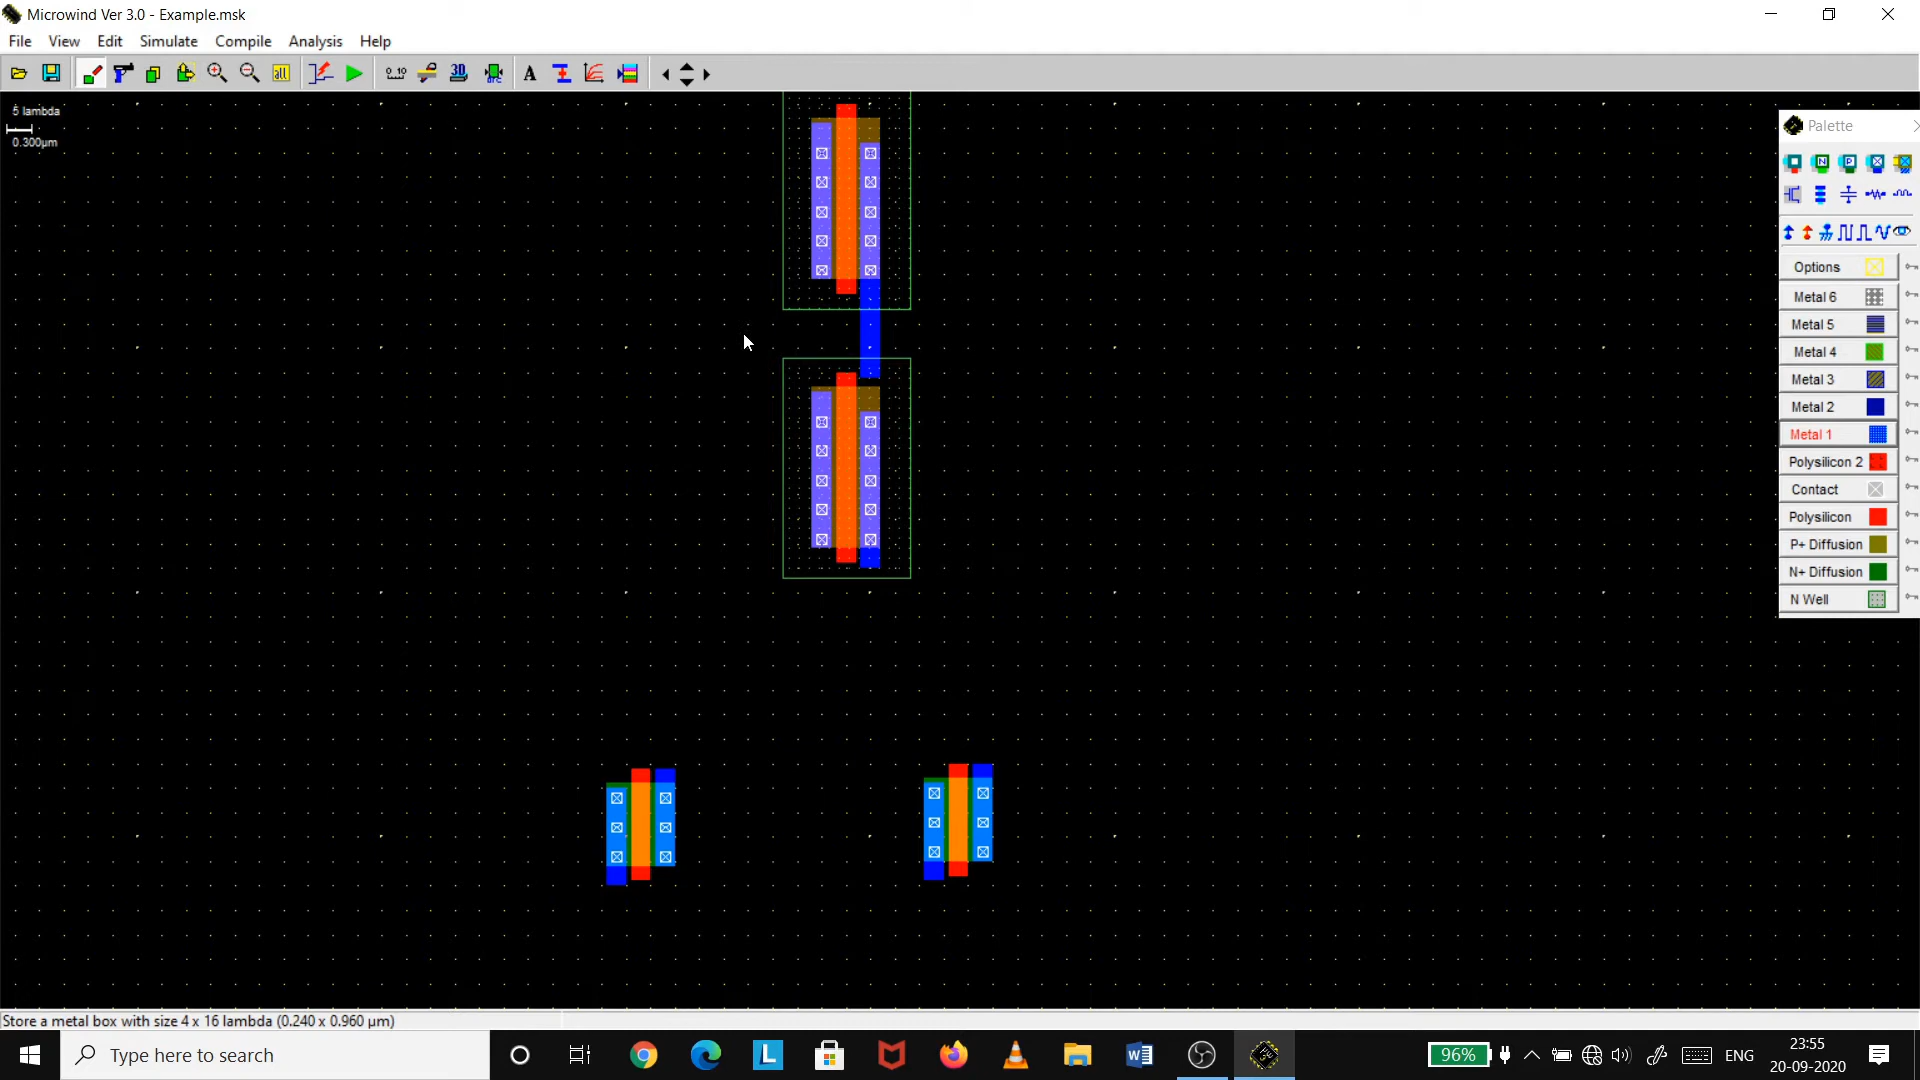 Microwind Ver 3.0 - Example.msk
File View Edit Simulate Compile Analysis Help
5 lambda
0.300µm
Palette
Options
Metal 6
Metal 5
Metal 4
Metal 3
Metal 2
Metal 1
Polysilicon 2
Contact
Polysilicon
P+ Diffusion
N+ Diffusion
N Well
Store a metal box with size 4 x 16 lambda (0.240 x 0.960 µm)
Type here to search
96%
ENG
23:55
20-09-2020